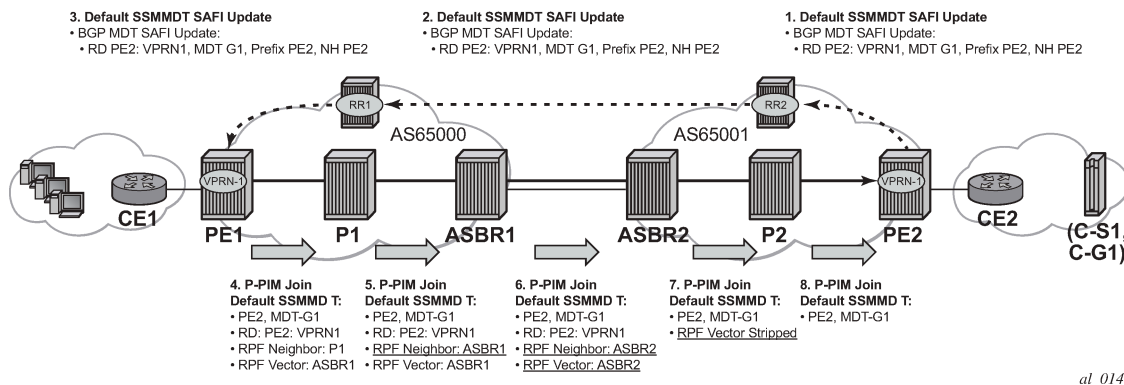 3. Default SSMMDT SAFI Update
• BGP MDT SAFI Update:
• RD PE2: VPRN1, MDT G1, Prefix PE2, NH PE2
2. Default SSMMDT SAFI Update
• BGP MDT SAFI Update:
• RD PE2: VPRN1, MDT G1, Prefix PE2, NH PE2
1. Default SSMMDT SAFI Update
• BGP MDT SAFI Update:
• RD PE2: VPRN1, MDT G1, Prefix PE2, NH PE2
RR1
RR2
AS65000
AS65001
VPRN-1
VPRN-1
CE1
PE1
P1
ASBR1
ASBR2
P2
PE2
CE2
(C-S1,
C-G1)
4. P-PIM Join
Default SSMMD T:
• PE2, MDT-G1
• RD: PE2: VPRN1
• RPF Neighbor: P1
• RPF Vector: ASBR1
5. P-PIM Join
Default SSMMD T:
• PE2, MDT-G1
• RD: PE2: VPRN1
• RPF Neighbor: ASBR1
• RPF Vector: ASBR1
6. P-PIM Join
Default SSMMD T:
• PE2, MDT-G1
• RD: PE2: VPRN1
• RPF Neighbor: ASBR2
• RPF Vector: ASBR2
7. P-PIM Join
Default SSMMD T:
• PE2, MDT-G1
• RPF Vector Stripped
8. P-PIM Join
Default SSMMD T:
• PE2, MDT-G1
al_014